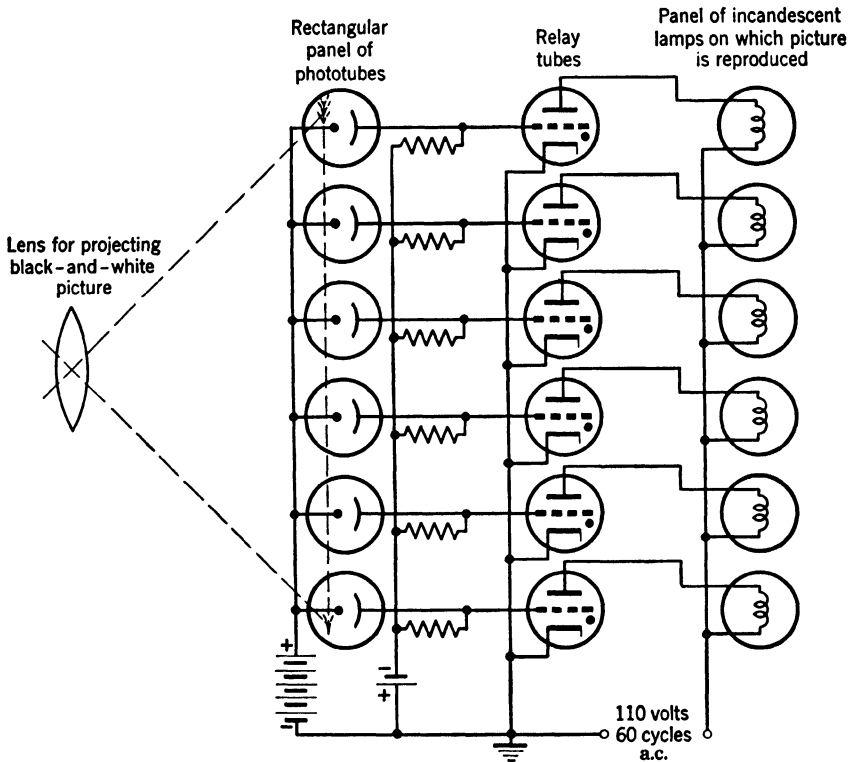 Rectangular
panel of
phototubes
Relay
tubes
Panel of incandescent
lamps on which picture
is reproduced
Lens for projecting
black-and-white
picture
+
-
-
+
110 volts
60 cycles
a.c.